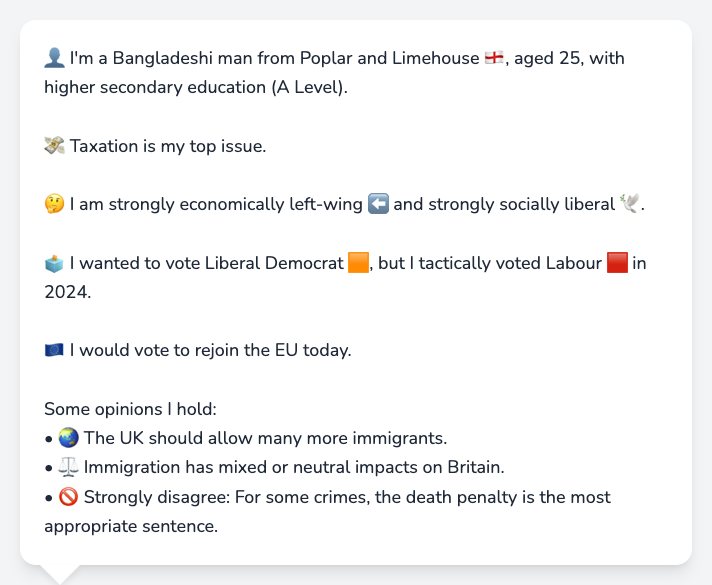 👤 I'm a Bangladeshi man from Poplar and Limehouse 🏴󠁧󠁢󠁥󠁮󠁧󠁿, aged 25, with
higher secondary education (A Level).
💸 Taxation is my top issue.
🤔 I am strongly economically left-wing ⬅️ and strongly socially liberal 🕊️.
🗳️ I wanted to vote Liberal Democrat 🟧, but I tactically voted Labour 🟥 in
2024.
🇪🇺 I would vote to rejoin the EU today.
Some opinions I hold:
• 🌏 The UK should allow many more immigrants.
• ⚖️ Immigration has mixed or neutral impacts on Britain.
• 🚫 Strongly disagree: For some crimes, the death penalty is the most
appropriate sentence.